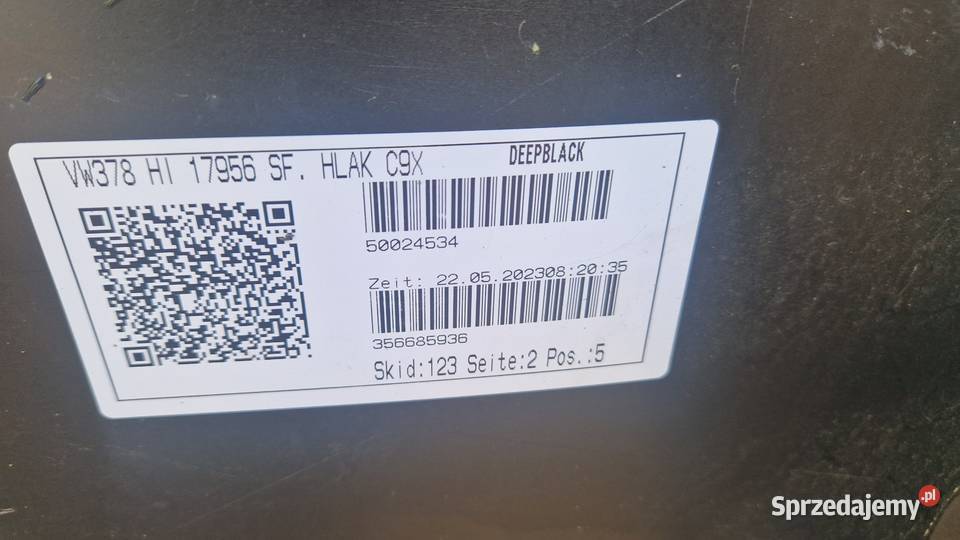 VW378 HI 17956 SF. HLAK C9X DEEPBLACK
50024534
Zeit: 22.05.202308:20:35
356685936
Skid:123 Seite:2 Pos.:5
Sprzedajemy.pl